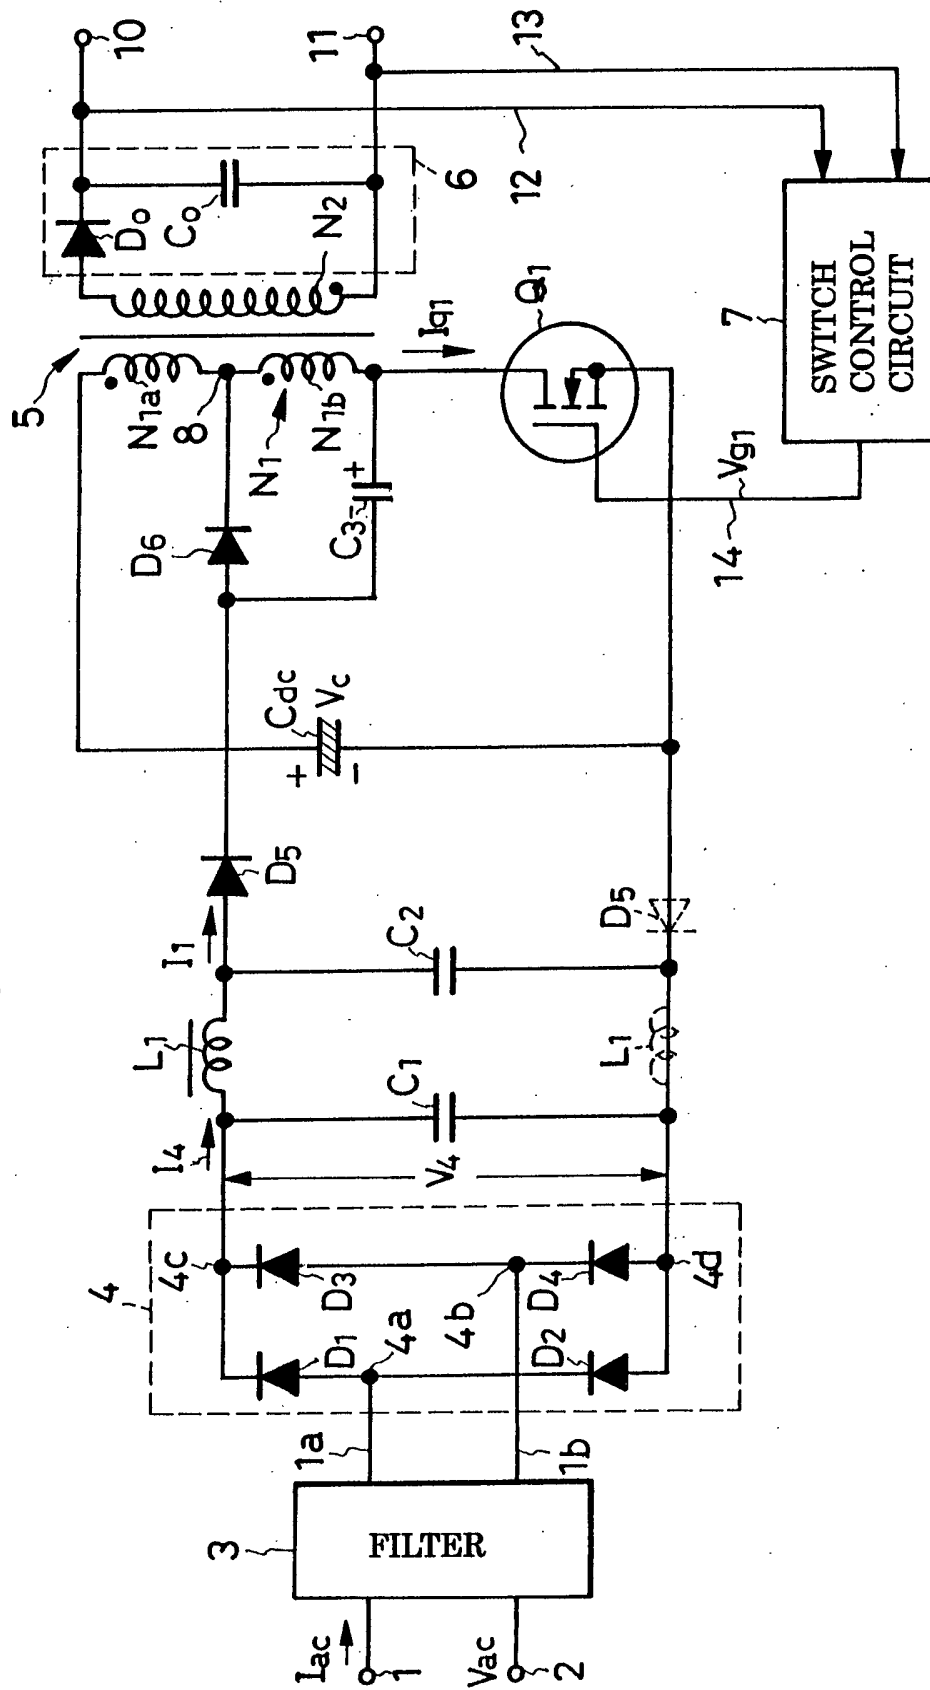 Iac
1
Vac
2
3
FILTER
1a
1b
4
4a
4b
4c
4d
D1
D2
D3
D4
I4
V4
L1
C1
L1
I1
C2
D5
D5
Cdc
Vc
+
−
D6
C3
−
+
5
N1a
8
N1
N1b
N2
Iq1
Q1
Do
Co
6
10
11
12
13
14
Vg1
7
SWITCH
CONTROL
CIRCUIT